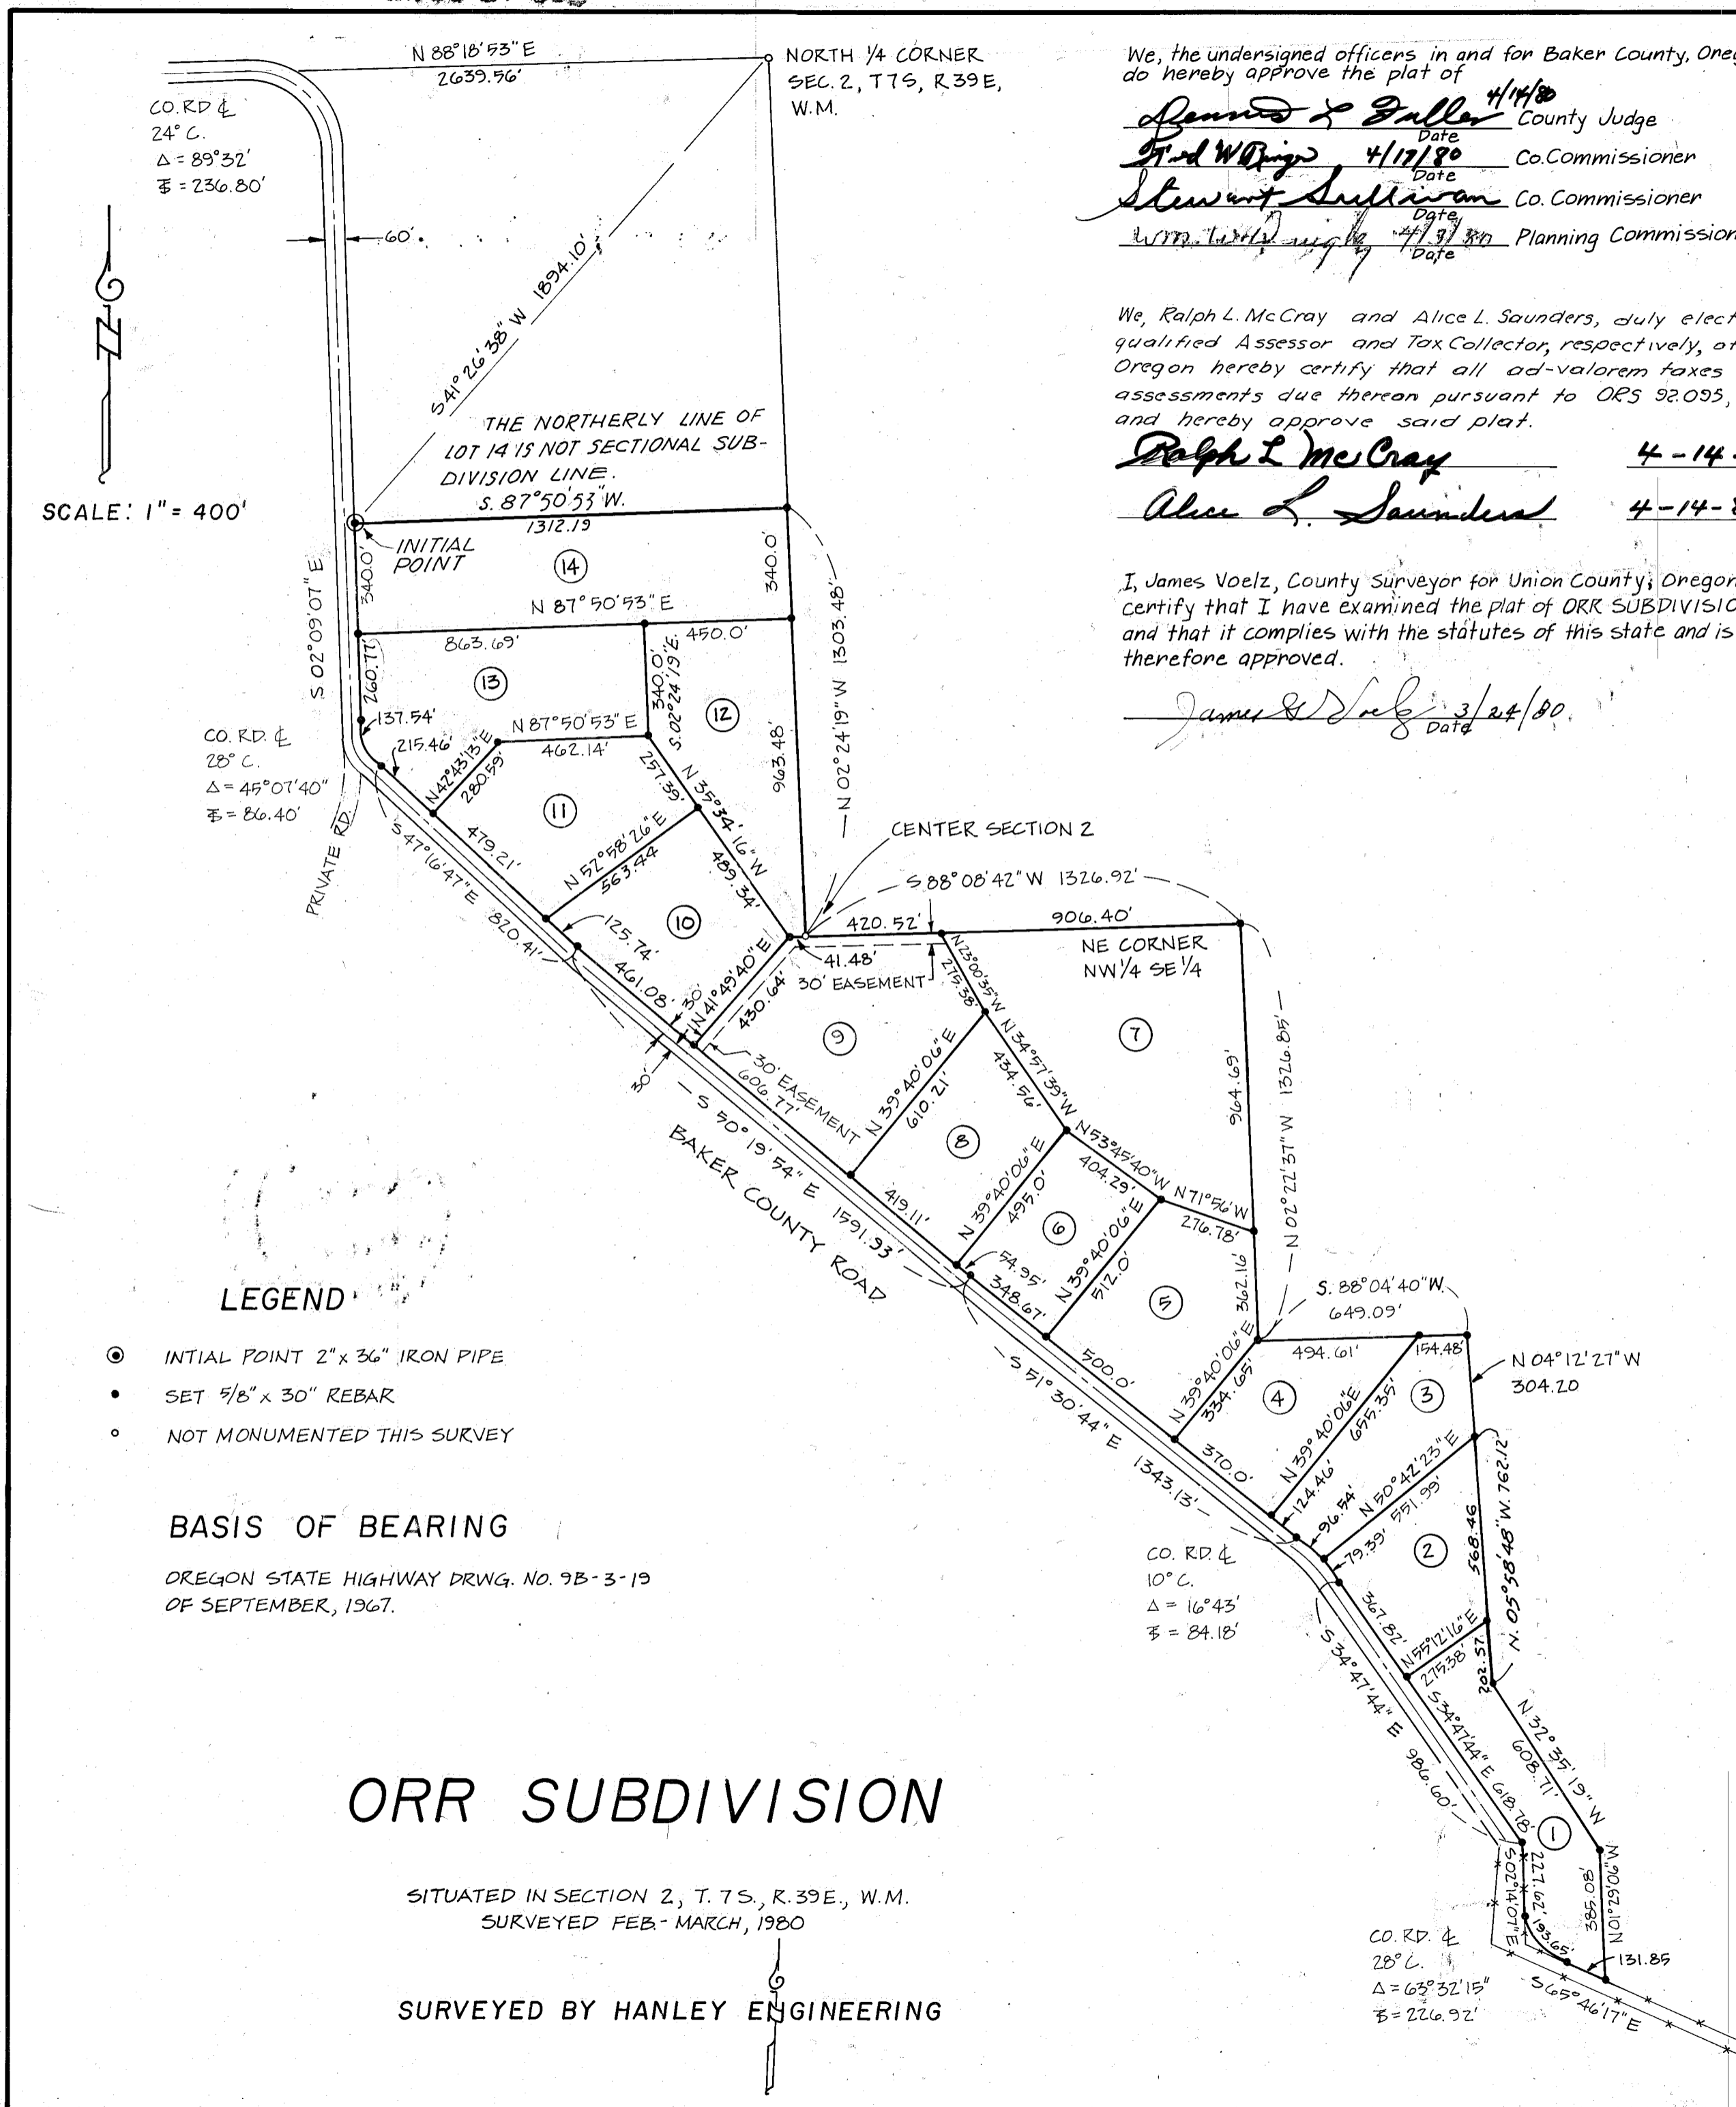 N 88°18'53" E
2639.56'
NORTH 1/4 CORNER
SEC. 2, T7S, R39E,
W.M.
CO. RD ℄
24° C.
Δ = 89°32'
= 236.80'
60'
S 41° 26' 38" W 1894.10'
THE NORTHERLY LINE OF
LOT 14 IS NOT SECTIONAL SUB-
DIVISION LINE.
S. 87°50'53" W.
1312.19
SCALE: 1" = 400'
INITIAL
POINT
We, the undersigned officers in and for Baker County, Oreg
do hereby approve the plat of
4/14/80
County Judge
Date
4/17/80 Co. Commissioner
Date
Stewart Sullivan Co. Commissioner
Date
Planning Commission
Date
We, Ralph L. McCray and Alice L. Saunders, duly elect
qualified Assessor and Tax Collector, respectively, of
Oregon hereby certify that all ad-valorem taxes
assessments due thereon pursuant to ORS 92.095,
and hereby approve said plat.
Ralph L McCray 4-14-
Alice L. Saunders 4-14-8
I, James Voelz, County Surveyor for Union County, Oregon
certify that I have examined the plat of ORR SUBDIVISIO
and that it complies with the statutes of this state and is
therefore approved.
James Voelz 3/24/80
Date
S 02°09'07" E
340.0'
14
340.0'
N 87°50'53" E
863.69'
450.0'
N 02°24'19" W 1303.48'
260.77'
13
340.0'
S. 02°24'19" E.
12
963.48'
137.54'
215.46'
N 87°50'53" E
462.14'
N 42°43'13" E
280.59'
257.39'
N 35°34'16" W
489.34'
CO. RD. ℄
28° C.
Δ = 45°07'40"
= 86.40'
PRIVATE RD.
11
479.21'
N 52°58'26" E
563.44
S 47°16'47" E 820.41'
10
125.74'
461.08'
CENTER SECTION 2
S 88°08'42" W 1326.92'
420.52'
906.40'
41.48'
30' EASEMENT
NE CORNER
NW 1/4 SE 1/4
N 41°49'40" E
430.64'
30'
30'
N 23°00'35" W
275.38'
9
7
30' EASEMENT
606.77'
N 39°40'06" E
610.21'
N 34°57'39" W
434.56'
964.69'
N 02°22'37" W 1326.85'
S 50°19'54" E 1591.93'
BAKER COUNTY ROAD
8
419.11'
N 39°40'06" E
495.0'
N 53°45'40" W
404.29'
N 71°56' W
276.78'
6
54.95'
348.67'
N 39°40'06" E
512.0'
5
362.16'
S. 88°04'40" W.
649.09'
494.61'
154.48'
N 04°12'27" W
304.20
500.0'
N 39°40'06" E
334.65'
4
3
S 51°30'44" E 1343.13'
370.0'
N 39°40'06" E
655.35'
124.46'
96.54'
N 50°42'23" E
551.99'
79.39'
2
568.46
N. 05°58'48" W. 762.12'
CO. RD. ℄
10° C.
Δ = 16°43'
= 84.18'
367.82'
N 55°12'16" E
275.38'
202.57
S 34°47'44" E 986.60'
S 34°47'44" E 618.78'
N 32°35'19" W
608.71'
1
S 02°14'07" E
227.62'
193.65'
385.08'
N 01°29'06" W
131.85
S 65°46'17" E
CO. RD. ℄
28° C.
Δ = 63°32'15"
= 226.92'
LEGEND
INTIAL POINT 2" x 36" IRON PIPE
SET 5/8" x 30" REBAR
NOT MONUMENTED THIS SURVEY
BASIS OF BEARING
OREGON STATE HIGHWAY DRWG. NO. 9B-3-19
OF SEPTEMBER, 1967.
ORR SUBDIVISION
SITUATED IN SECTION 2, T. 7S., R. 39E., W.M.
SURVEYED FEB.- MARCH, 1980
SURVEYED BY HANLEY ENGINEERING